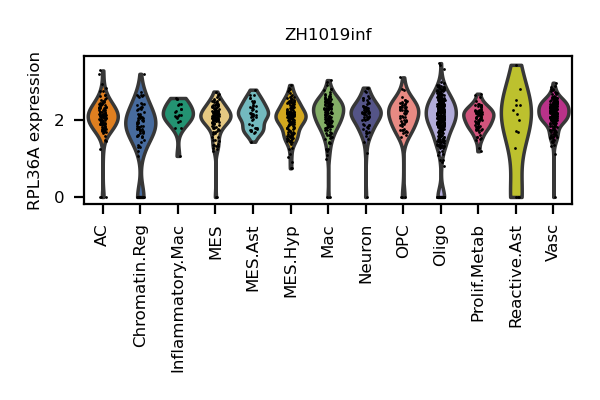 ZH1019inf
RPL36A expression
2
0
AC
Chromatin.Reg
Inflammatory.Mac
MES
MES.Ast
MES.Hyp
Mac
Neuron
OPC
Oligo
Prolif.Metab
Reactive.Ast
Vasc